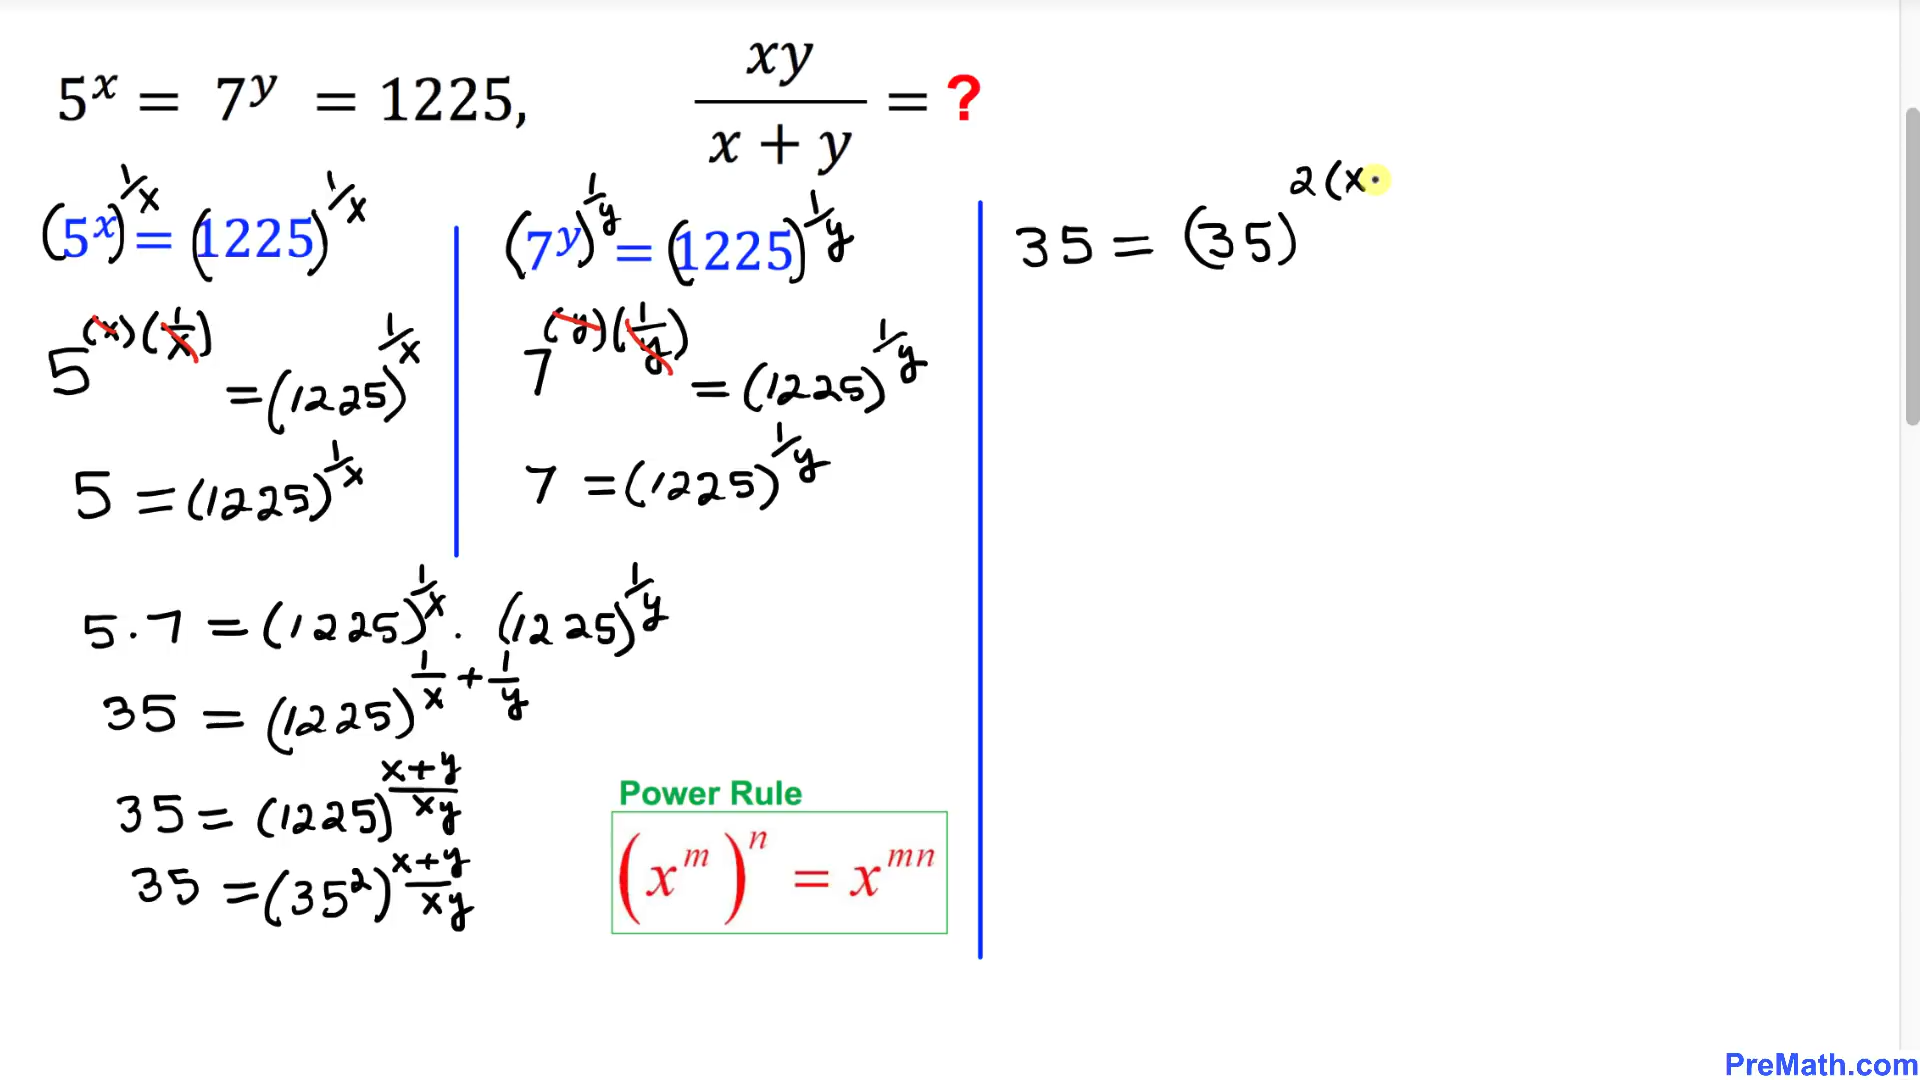 5^x = 7^y = 1225, xy/(x + y) = ?
(5^x)^(1/x) = (1225)^(1/x)
5^((x)(1/x)) = (1225)^(1/x)
5 = (1225)^(1/x)
(7^y)^(1/y) = (1225)^(1/y)
7^((y)(1/y)) = (1225)^(1/y)
7 = (1225)^(1/y)
5·7 = (1225)^(1/x) · (1225)^(1/y)
35 = (1225)^(1/x + 1/y)
35 = (1225)^((x+y)/xy)
35 = (35²)^((x+y)/xy)
Power Rule
(x^m)^n = x^mn
35 = (35)^2(x
PreMath.com